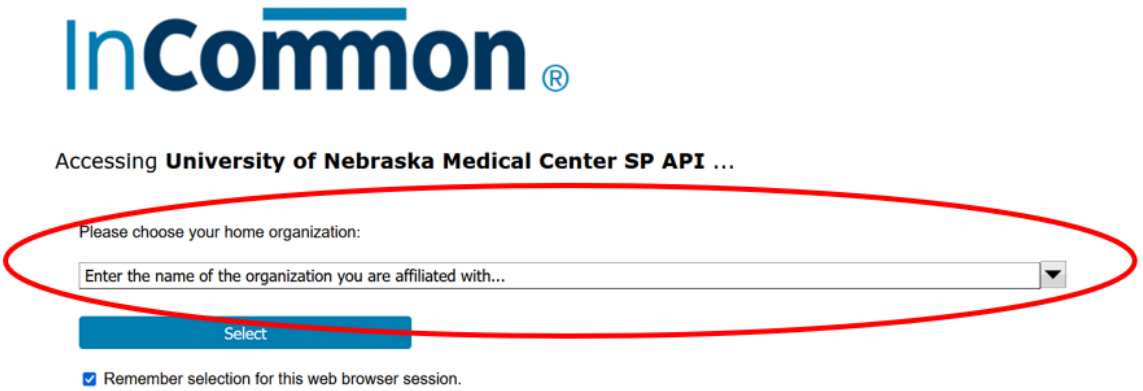 InCommon ®
Accessing University of Nebraska Medical Center SP API ...
Please choose your home organization:
Enter the name of the organization you are affiliated with...
Select
Remember selection for this web browser session.